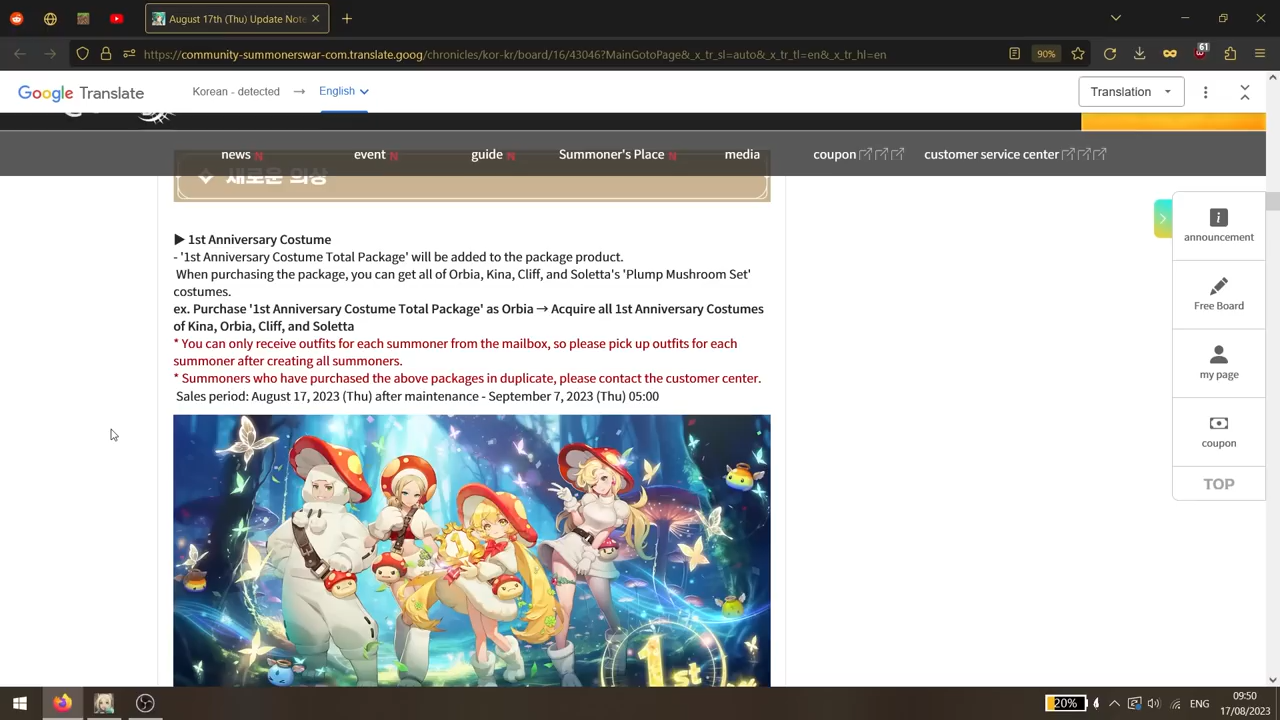 August 17th (Thu) Update Note
https://community-summonerswar-com.translate.goog/chronicles/kor-kr/board/16/43046?MainGotoPage&_x_tr_sl=auto&_x_tr_tl=en&_x_tr_hl=en
90%
61
Google Translate
Korean - detected
English
Translation
news N
event N
guide N
Summoner's Place N
media
coupon
customer service center
새로운 의상
▶ 1st Anniversary Costume
- '1st Anniversary Costume Total Package' will be added to the package product.
When purchasing the package, you can get all of Orbia, Kina, Cliff, and Soletta's 'Plump Mushroom Set'
costumes.
ex. Purchase '1st Anniversary Costume Total Package' as Orbia → Acquire all 1st Anniversary Costumes
of Kina, Orbia, Cliff, and Soletta
* You can only receive outfits for each summoner from the mailbox, so please pick up outfits for each
summoner after creating all summoners.
* Summoners who have purchased the above packages in duplicate, please contact the customer center.
Sales period: August 17, 2023 (Thu) after maintenance - September 7, 2023 (Thu) 05:00
announcement
Free Board
my page
coupon
TOP
1st
20%
ENG
09:50
17/08/2023